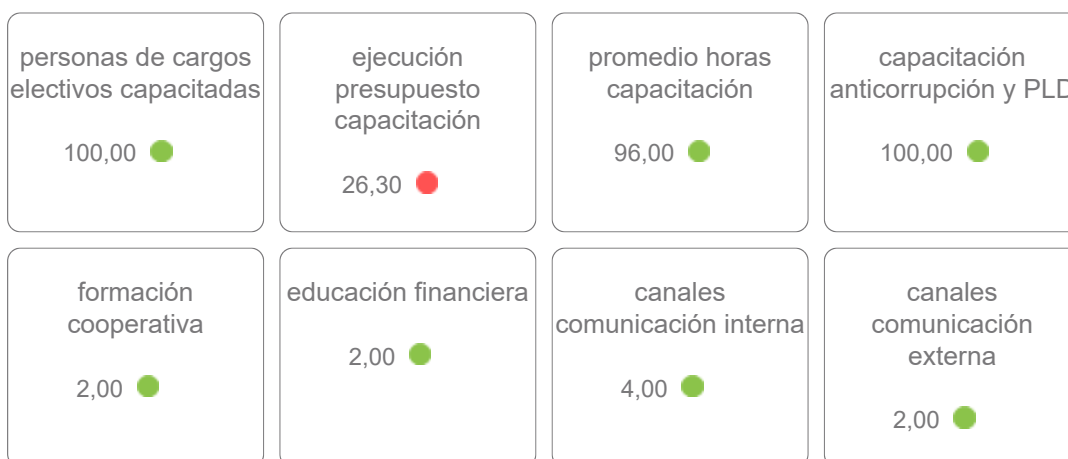 personas de cargos
electivos capacitadas
100,00
ejecución
presupuesto
capacitación
26,30
promedio horas
capacitación
96,00
capacitación
anticorrupción y PLD
100,00
formación
cooperativa
2,00
educación financiera
2,00
canales
comunicación interna
4,00
canales
comunicación
externa
2,00